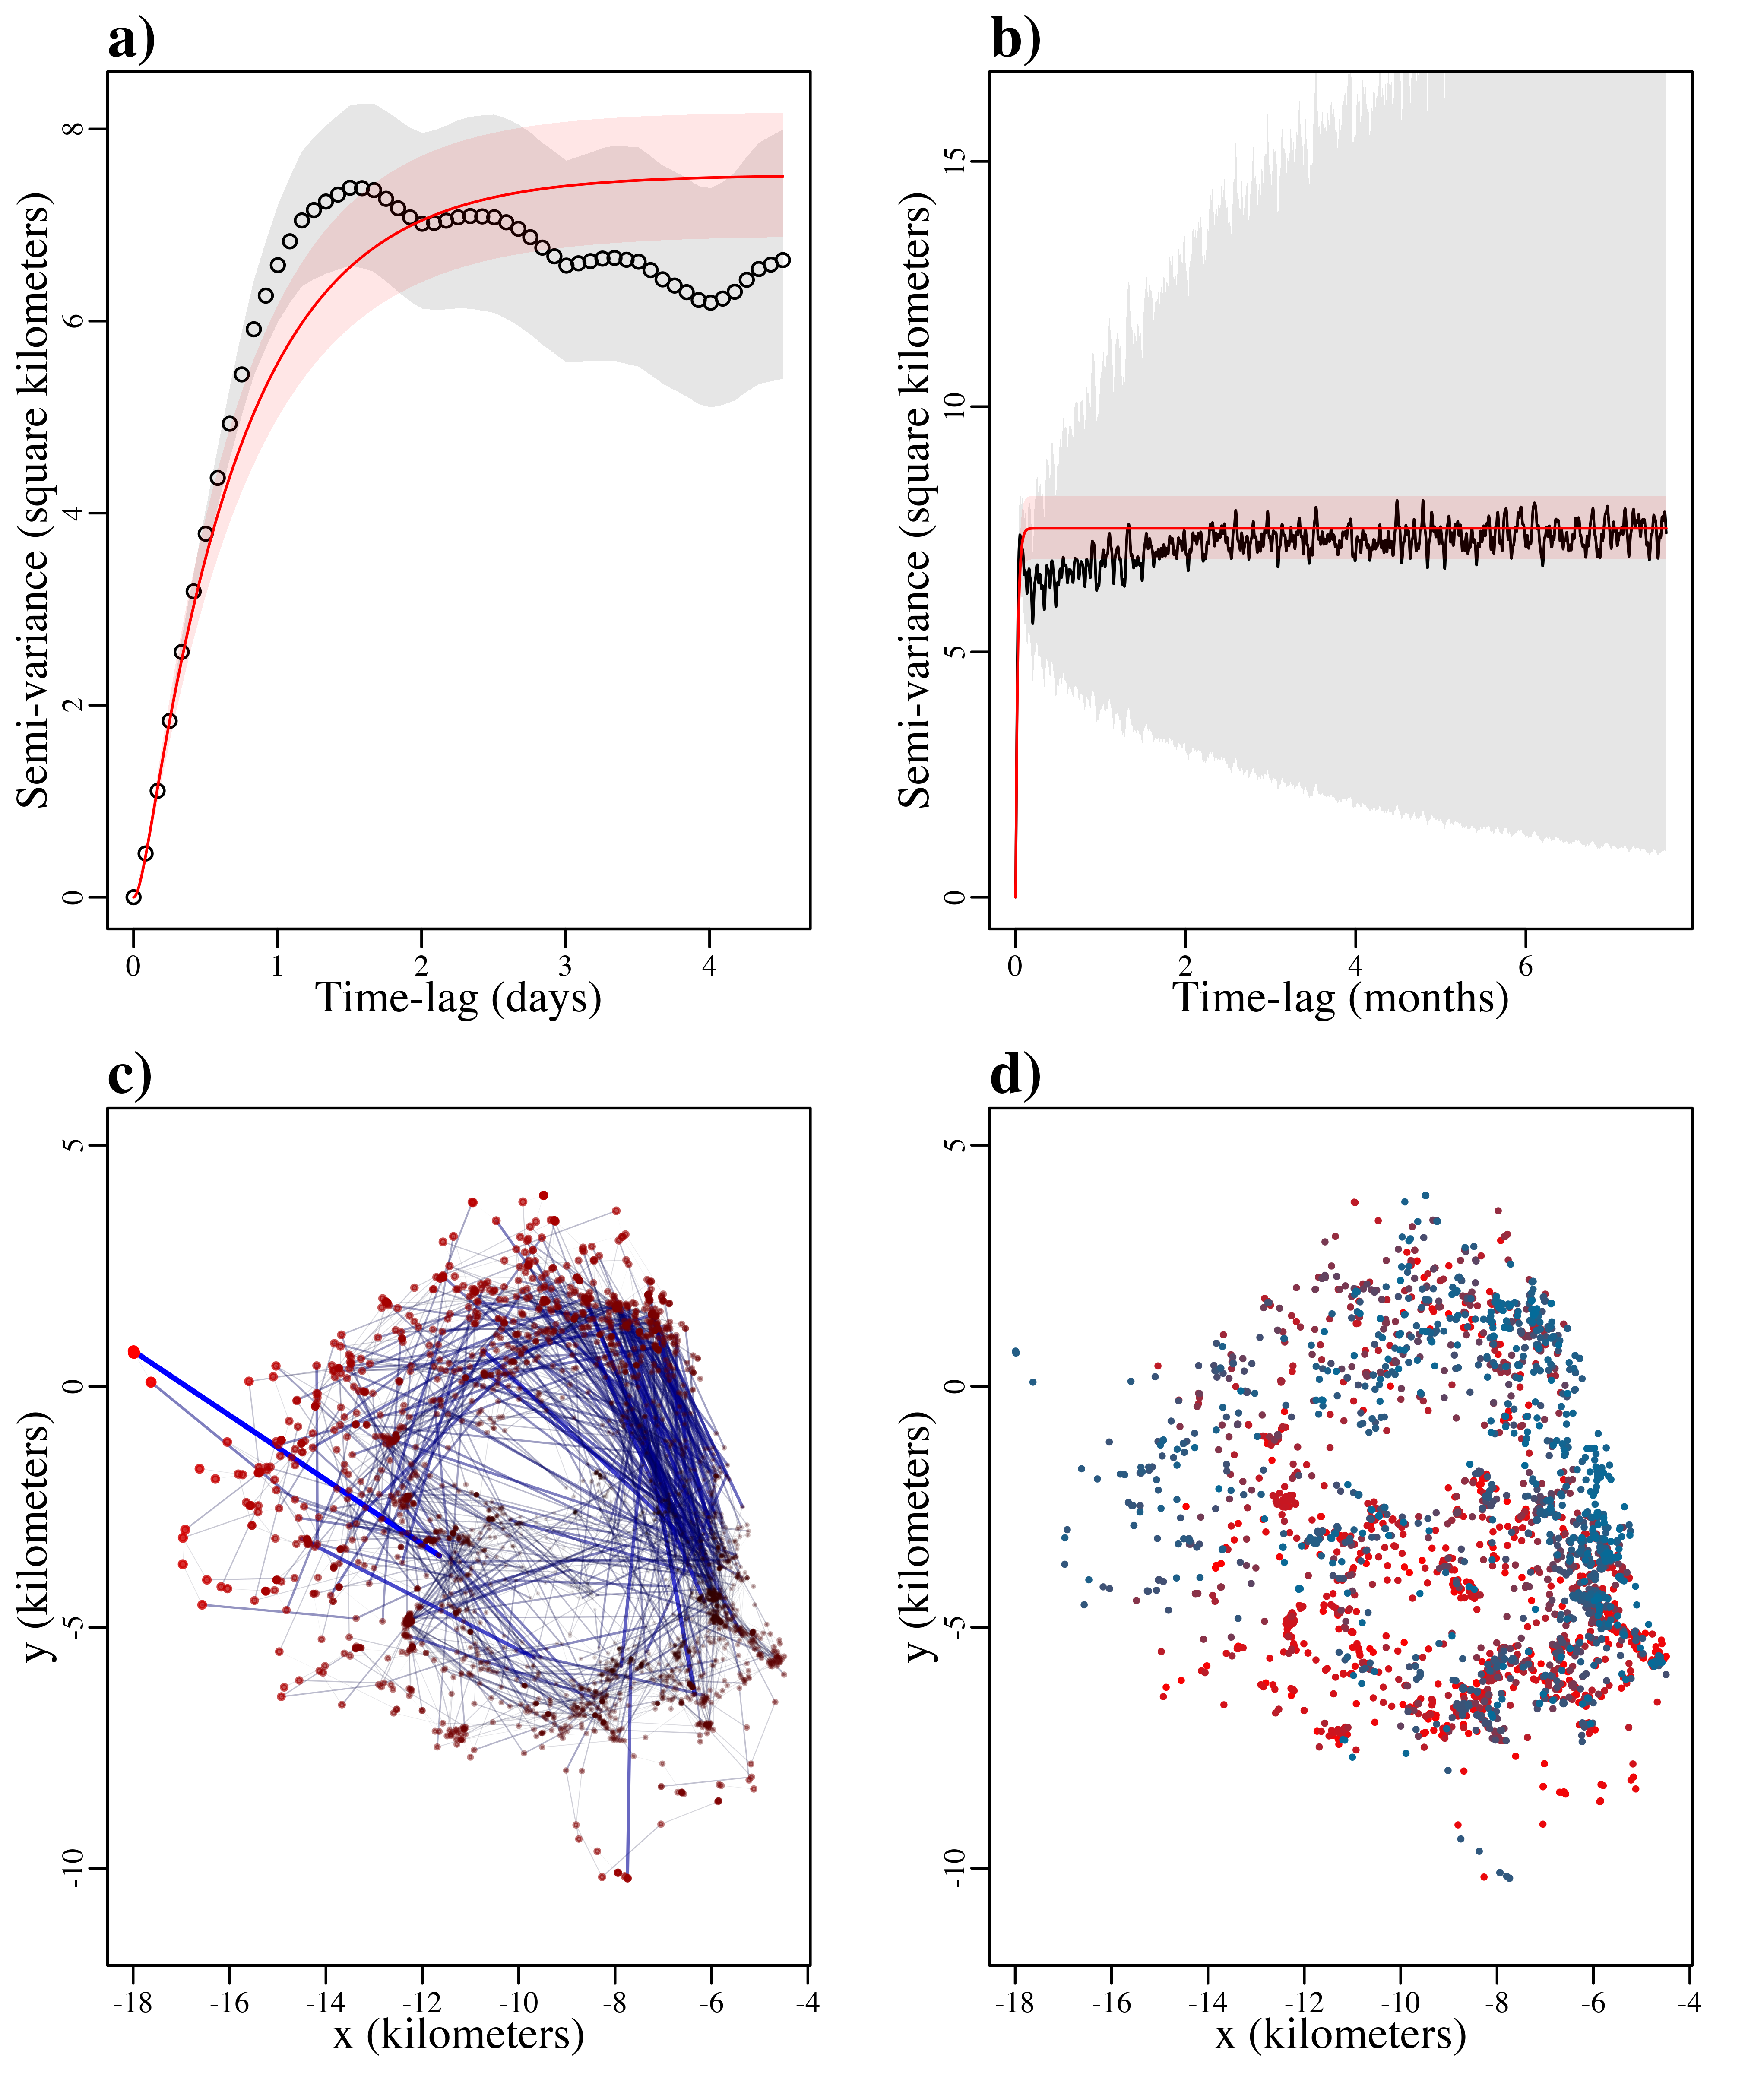 a)
Semi-variance (square kilometers)
8
6
4
2
0
0 1 2 3 4
Time-lag (days)
b)
Semi-variance (square kilometers)
15
10
5
0
0 2 4 6
Time-lag (months)
c)
y (kilometers)
5
0
-5
-10
-18 -16 -14 -12 -10 -8 -6 -4
x (kilometers)
d)
y (kilometers)
5
0
-5
-10
-18 -16 -14 -12 -10 -8 -6 -4
x (kilometers)